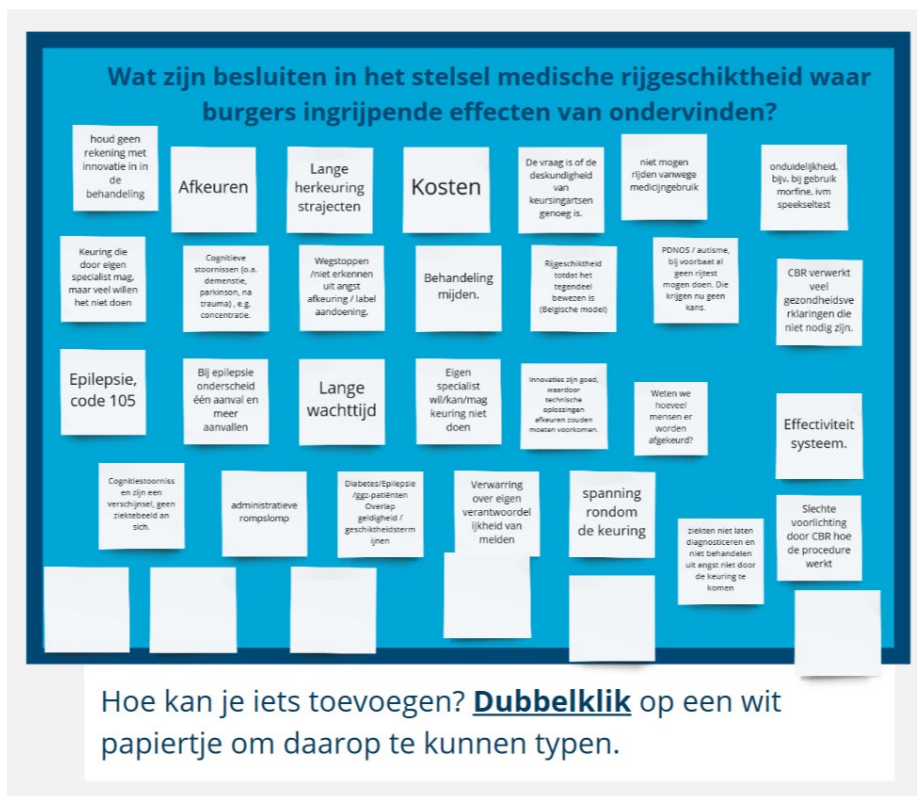 Wat zijn besluiten in het stelsel medische rijgeschiktheid waar
burgers ingrijpende effecten van ondervinden?
houd geen
rekening met
innovatie in in
de
behandeling
Afkeuren
Lange
herkeuring
strajecten
Kosten
De vraag is of de
deskundigheid
van
keursingartsen
genoeg is.
niet mogen
rijden vanwege
medicijngebruik
onduidelijkheid,
bijv. bij gebruik
morfine, ivm
speekseltest
Keuring die
door eigen
specialist mag,
maar veel willen
het niet doen
Cognitieve
stoornissen (o.a.
demenstie,
parkinson, na
trauma) , e.g.
concentratie.
Wegstoppen
/niet erkennen
uit angst
afkeuring / label
aandoening.
Behandeling
mijden.
Rijgeschiktheid
totdat het
tegendeel
bewezen is
(Belgische model)
PDNOS / autisme,
bij voorbaat al
geen rijtest
mogen doen. Die
krijgen nu geen
kans.
CBR verwerkt
veel
gezondheidsve
rklaringen die
niet nodig zijn.
Epilepsie,
code 105
Bij epilepsie
onderscheid
één aanval en
meer
aanvallen
Lange
wachttijd
Eigen
specialist
wil/kan/mag
keuring niet
doen
Innovaties zijn goed,
waardoor
technische
oplossingen
afkeuren zouden
moeten voorkomen.
Weten we
hoeveel
mensen er
worden
afgekeurd?
Effectiviteit
systeem.
Cognitiestoorniss
en zijn een
verschijnsel, geen
ziektebeeld an
sich.
administratieve
rompslomp
Diabetes/Epilepsie
/ggz-patiënten
Overlap
geldigheid /
geschiktheidsterm
ijnen
Verwarring
over eigen
verantwoordel
ijkheid van
melden
spanning
rondom
de keuring
ziekten niet laten
diagnosticeren en
niet behandelen
uit angst niet door
de keuring te
komen
Slechte
voorlichting
door CBR hoe
de procedure
werkt
Hoe kan je iets toevoegen? Dubbelklik op een wit
papiertje om daarop te kunnen typen.